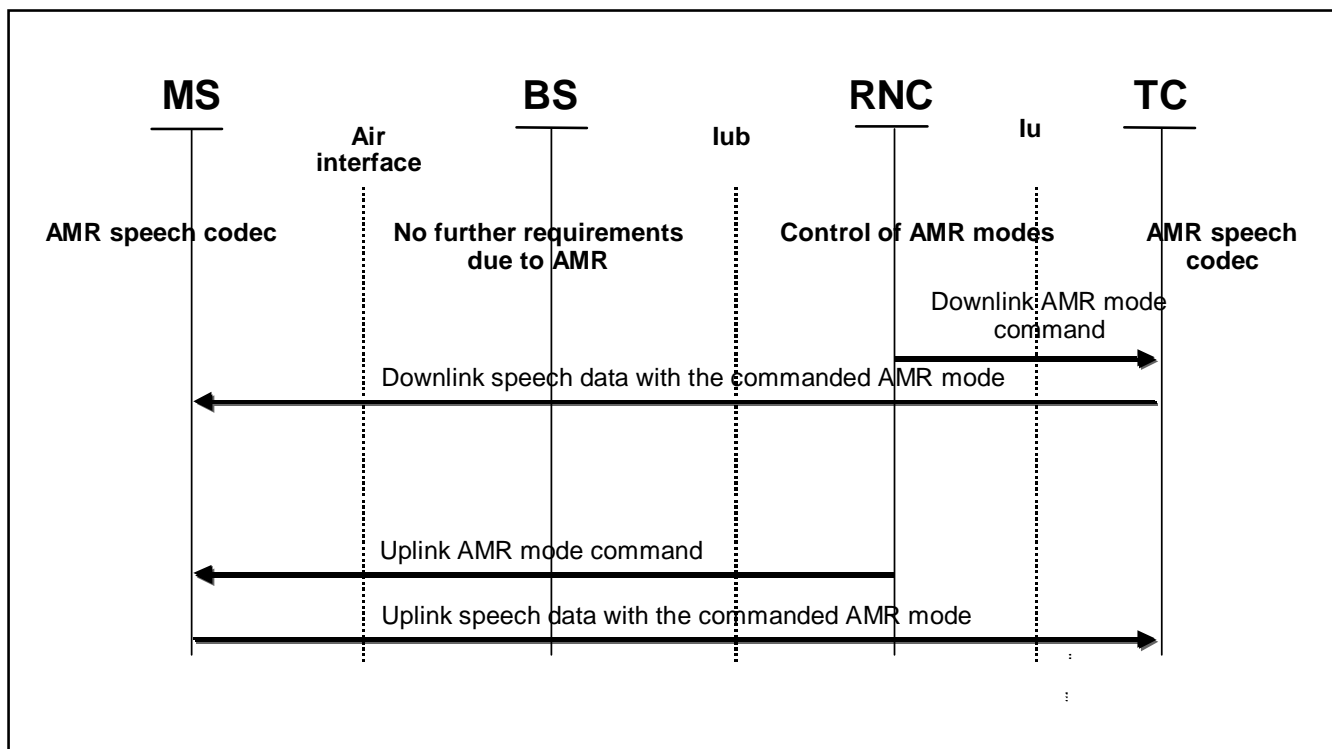 MS
BS
RNC
TC
Air
interface
Iub
Iu
AMR speech codec
No further requirements
due to AMR
Control of AMR modes
AMR speech
codec
Downlink AMR mode
command
Downlink speech data with the commanded AMR mode
Uplink AMR mode command
Uplink speech data with the commanded AMR mode